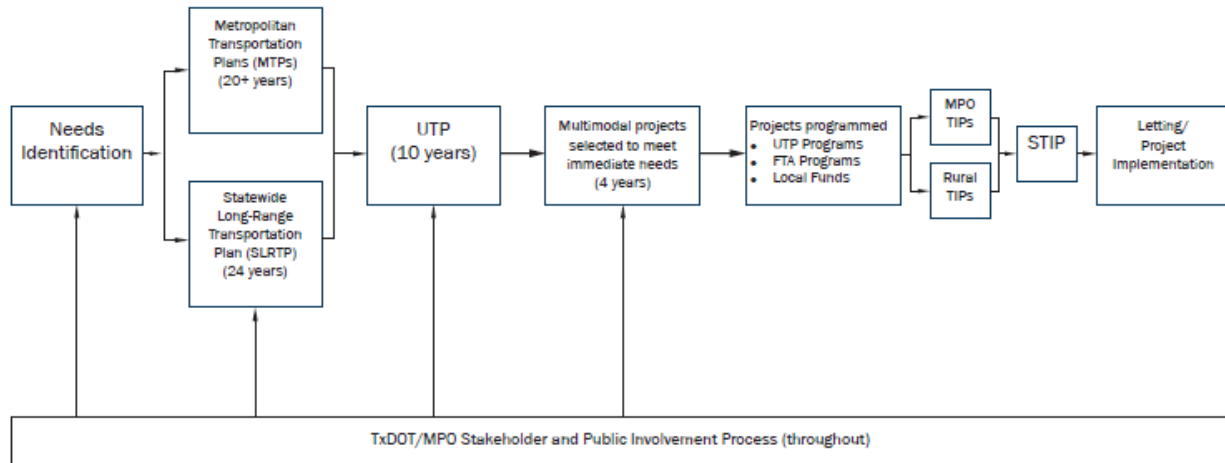 Needs
Identification
Metropolitan
Transportation
Plans (MTPs)
(20+ years)
Statewide
Long-Range
Transportation
Plan (SLRTP)
(24 years)
UTP
(10 years)
Multimodal projects
selected to meet
immediate needs
(4 years)
Projects programmed
• UTP Programs
• FTA Programs
• Local Funds
MPO
TIPs
Rural
TIPs
STIP
Letting/
Project
Implementation
TxDOT/MPO Stakeholder and Public Involvement Process (throughout)